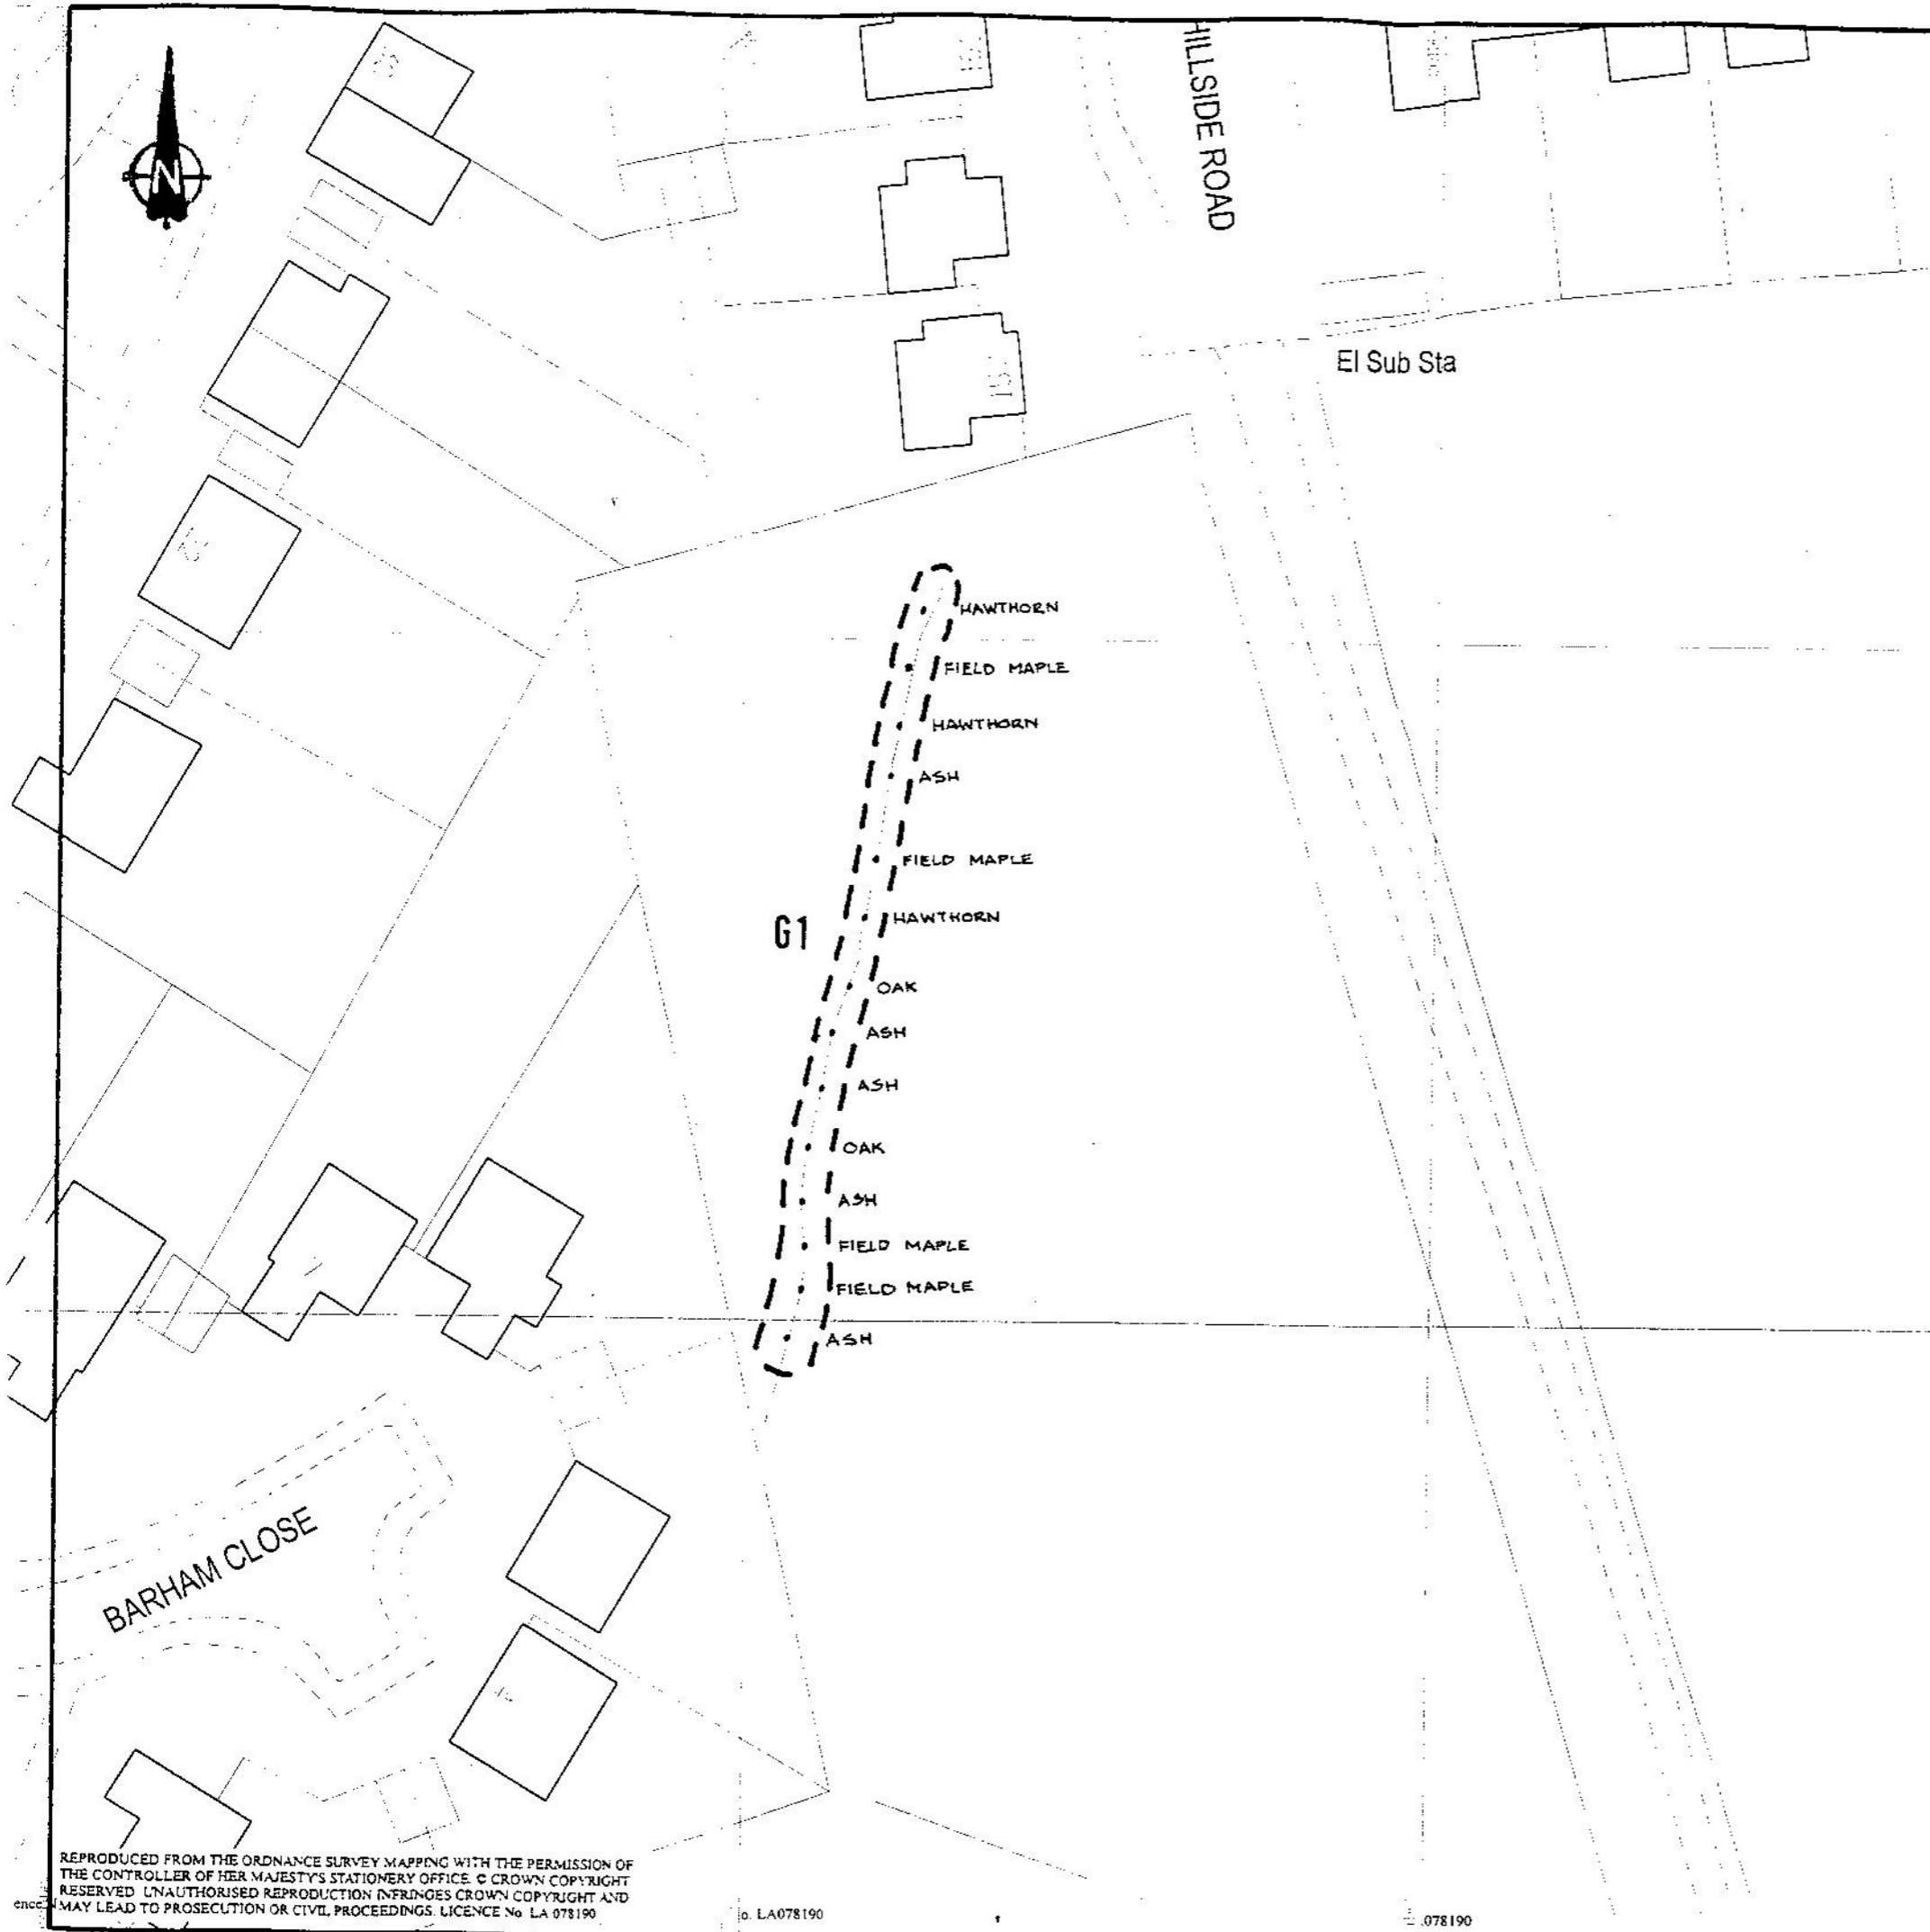 N
HILLSIDE ROAD
El Sub Sta
115
HAWTHORN
FIELD MAPLE
HAWTHORN
ASH
FIELD MAPLE
HAWTHORN
G1
OAK
ASH
ASH
OAK
ASH
FIELD MAPLE
FIELD MAPLE
ASH
BARHAM CLOSE
REPRODUCED FROM THE ORDNANCE SURVEY MAPPING WITH THE PERMISSION OF
THE CONTROLLER OF HER MAJESTY'S STATIONERY OFFICE © CROWN COPYRIGHT
RESERVED UNAUTHORISED REPRODUCTION INFRINGES CROWN COPYRIGHT AND
MAY LEAD TO PROSECUTION OR CIVIL PROCEEDINGS. LICENCE No LA 078190
ence N
o. LA078190
.078190